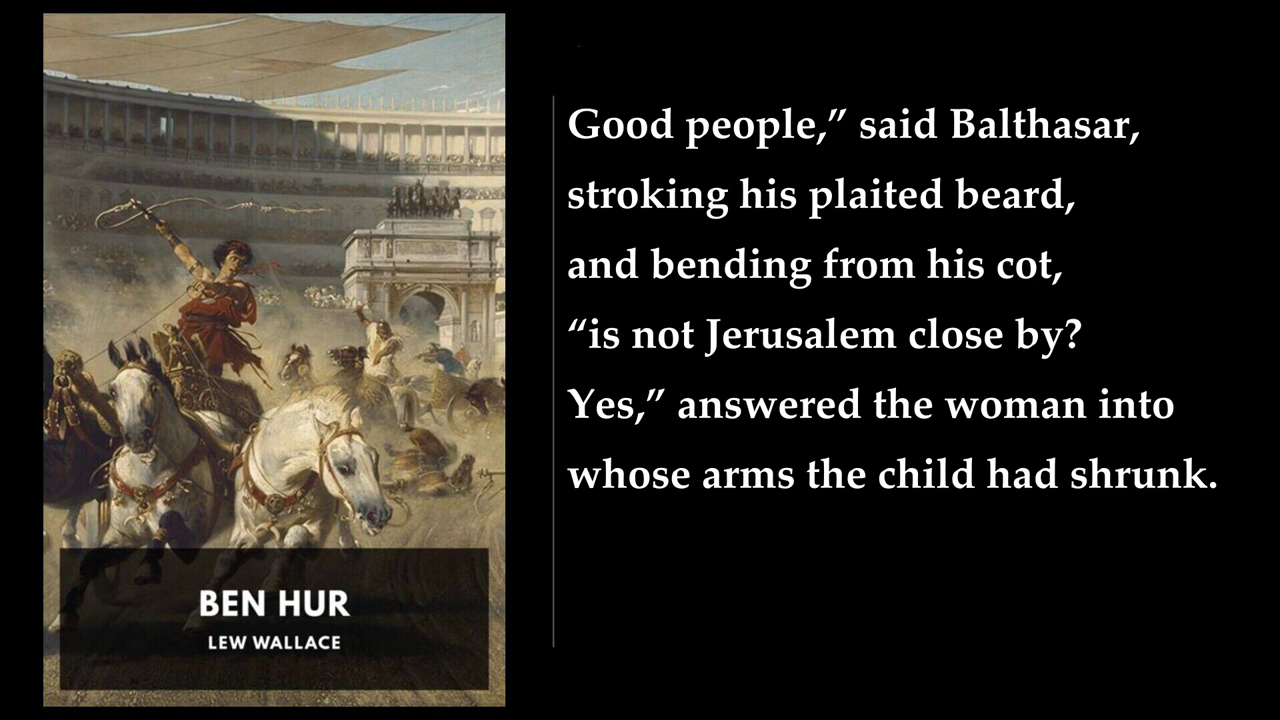 BEN HUR
LEW WALLACE
Good people,” said Balthasar,
stroking his plaited beard,
and bending from his cot,
“is not Jerusalem close by?
Yes,” answered the woman into
whose arms the child had shrunk.